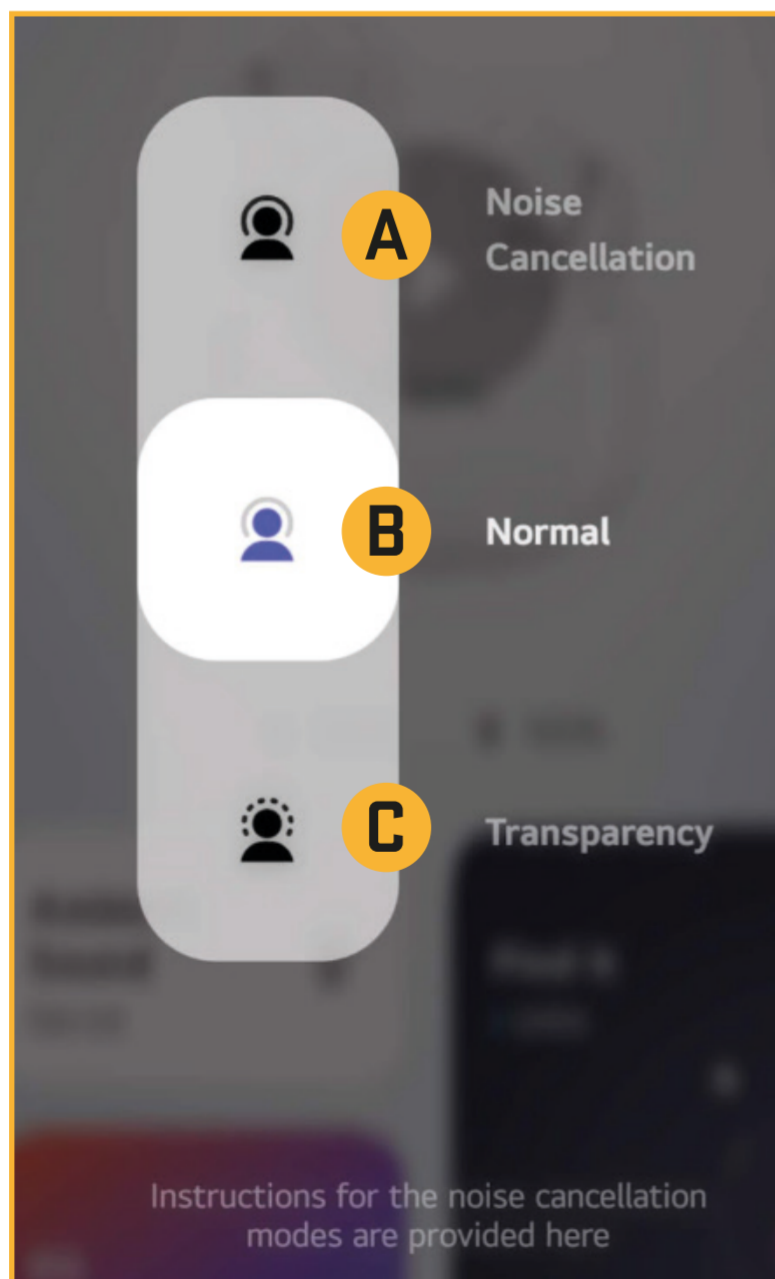 A
Noise
Cancellation
B
Normal
C
Transparency
Instructions for the noise cancellation
modes are provided here